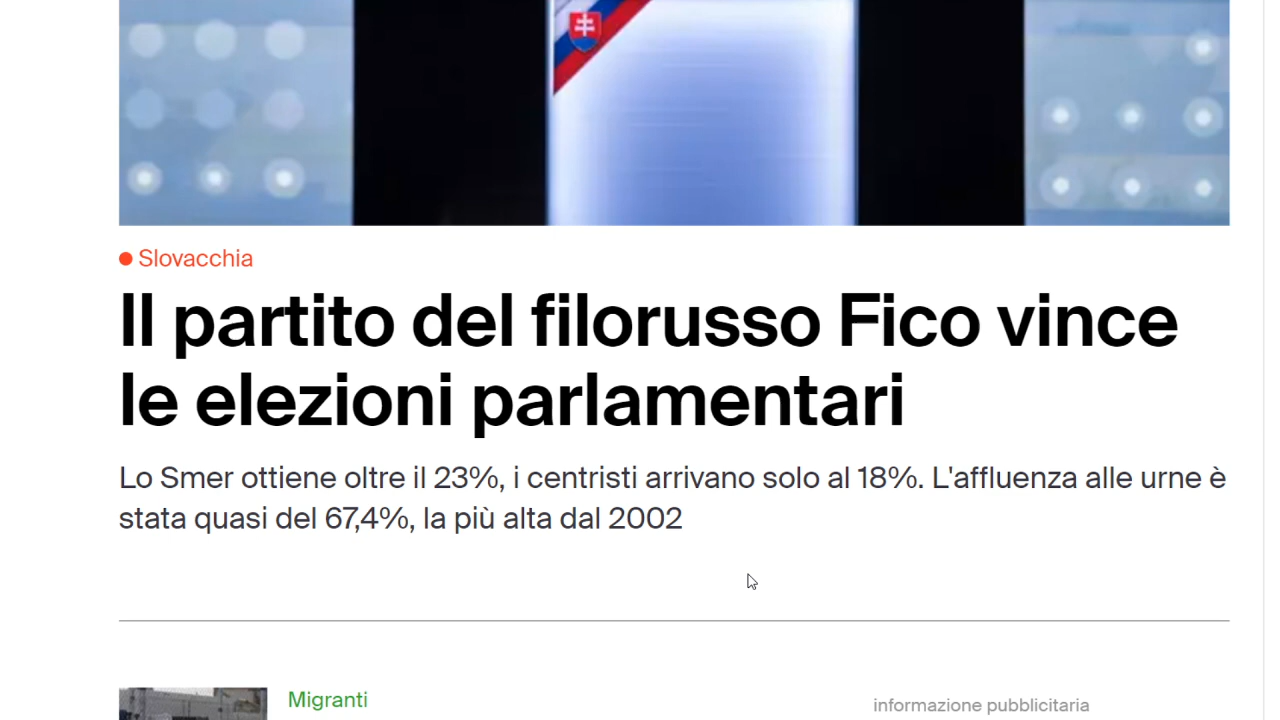 Slovacchia
Il partito del filorusso Fico vince
le elezioni parlamentari
Lo Smer ottiene oltre il 23%, i centristi arrivano solo al 18%. L'affluenza alle urne è
stata quasi del 67,4%, la più alta dal 2002
Migranti
informazione pubblicitaria